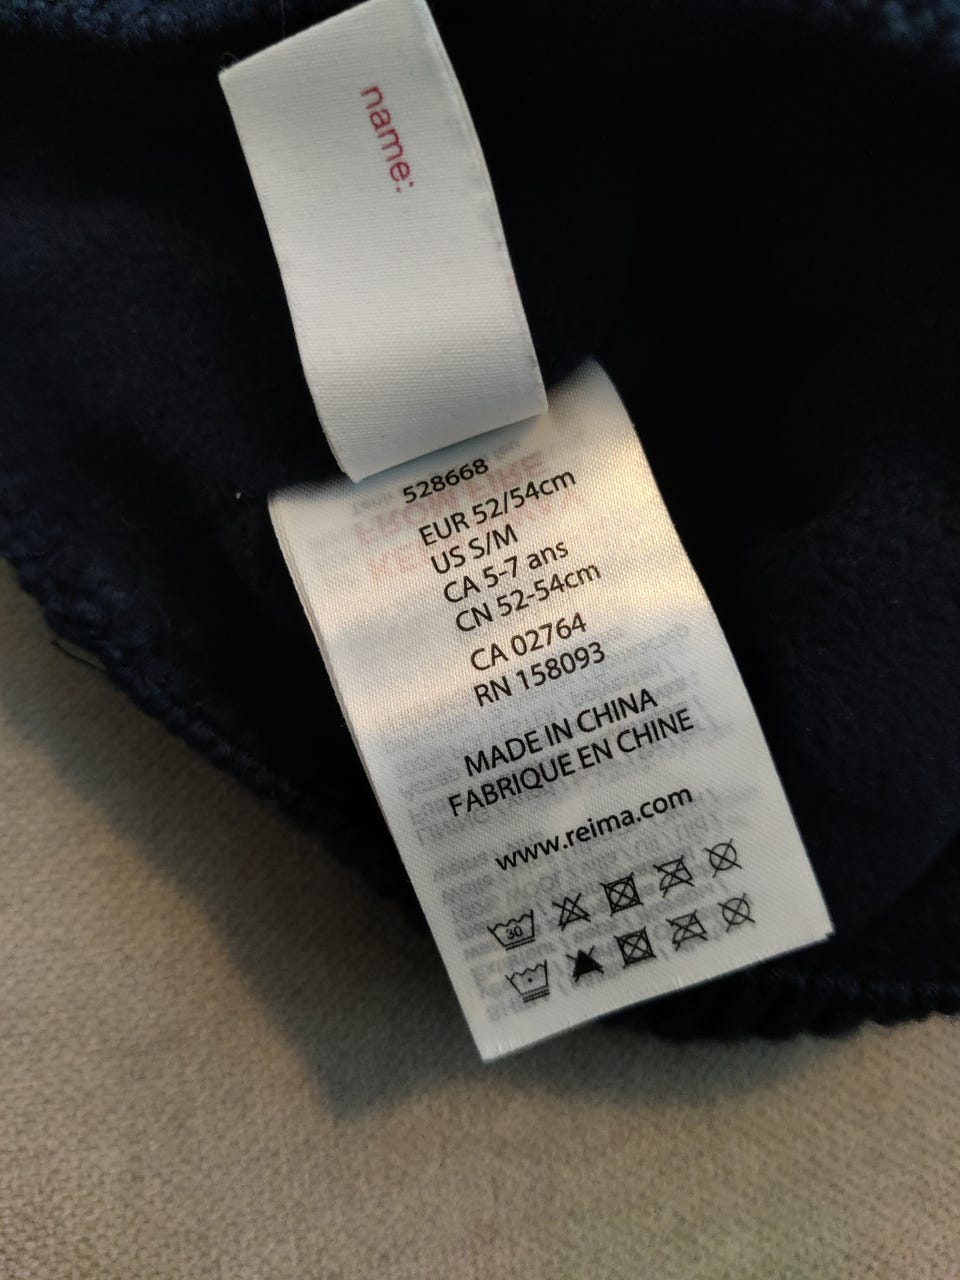 name:
528668
EUR 52/54cm
US S/M
CA 5-7 ans
CN 52-54cm
CA 02764
RN 158093
MADE IN CHINA
FABRIQUE EN CHINE
www.reima.com
30